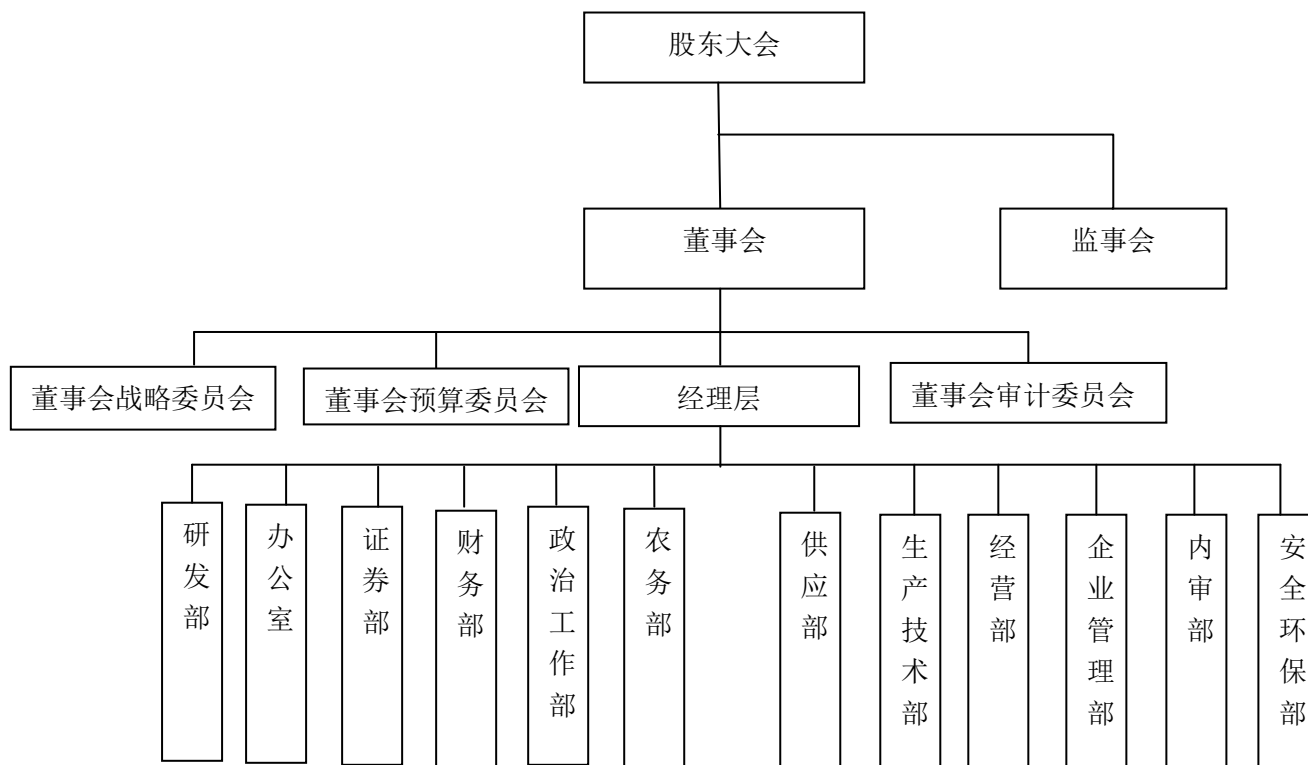 股东大会
董事会
监事会
董事会战略委员会
董事会预算委员会
经理层
董事会审计委员会
研发部
办公室
证券部
财务部
政治工作部
农务部
供应部
生产技术部
经营部
企业管理部
内审部
安全环保部